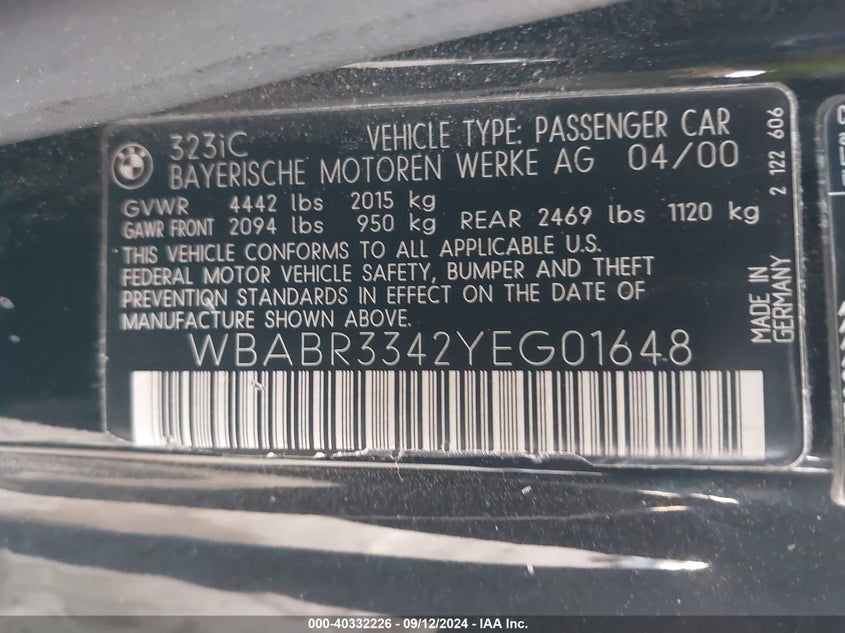 323iC VEHICLE TYPE: PASSENGER CAR
BAYERISCHE MOTOREN WERKE AG 04/00
GVWR 4442 lbs 2015 kg
GAWR FRONT 2094 lbs 950 kg REAR 2469 lbs 1120 kg
THIS VEHICLE CONFORMS TO ALL APPLICABLE U.S.
FEDERAL MOTOR VEHICLE SAFETY, BUMPER AND THEFT
PREVENTION STANDARDS IN EFFECT ON THE DATE OF
MANUFACTURE SHOWN ABOVE.
WBABR3342YEG01648
2 122 606
MADE IN
GERMANY
BMW
000-40332226 - 09/12/2024 - IAA Inc.